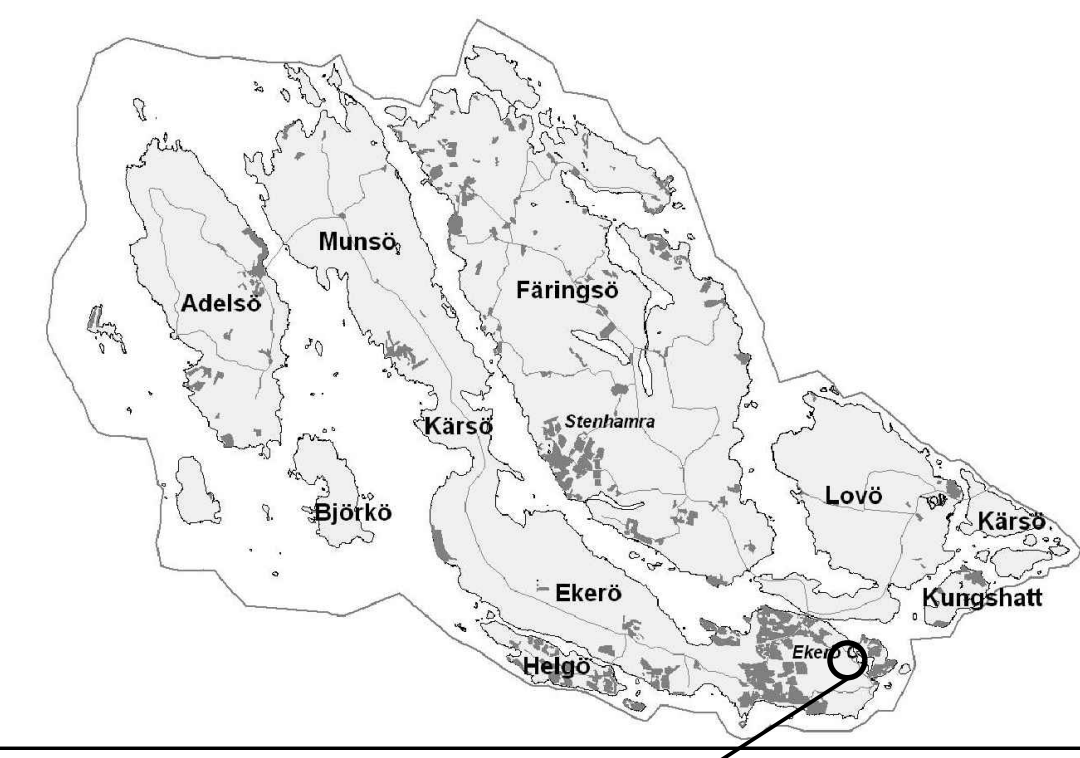 Munsö
Färingsö
Adelsö
Stenhamra
Kärsö
Lovö
Björkö
Kärsö
Ekerö
Kungshatt
Ekerö C
Helgö